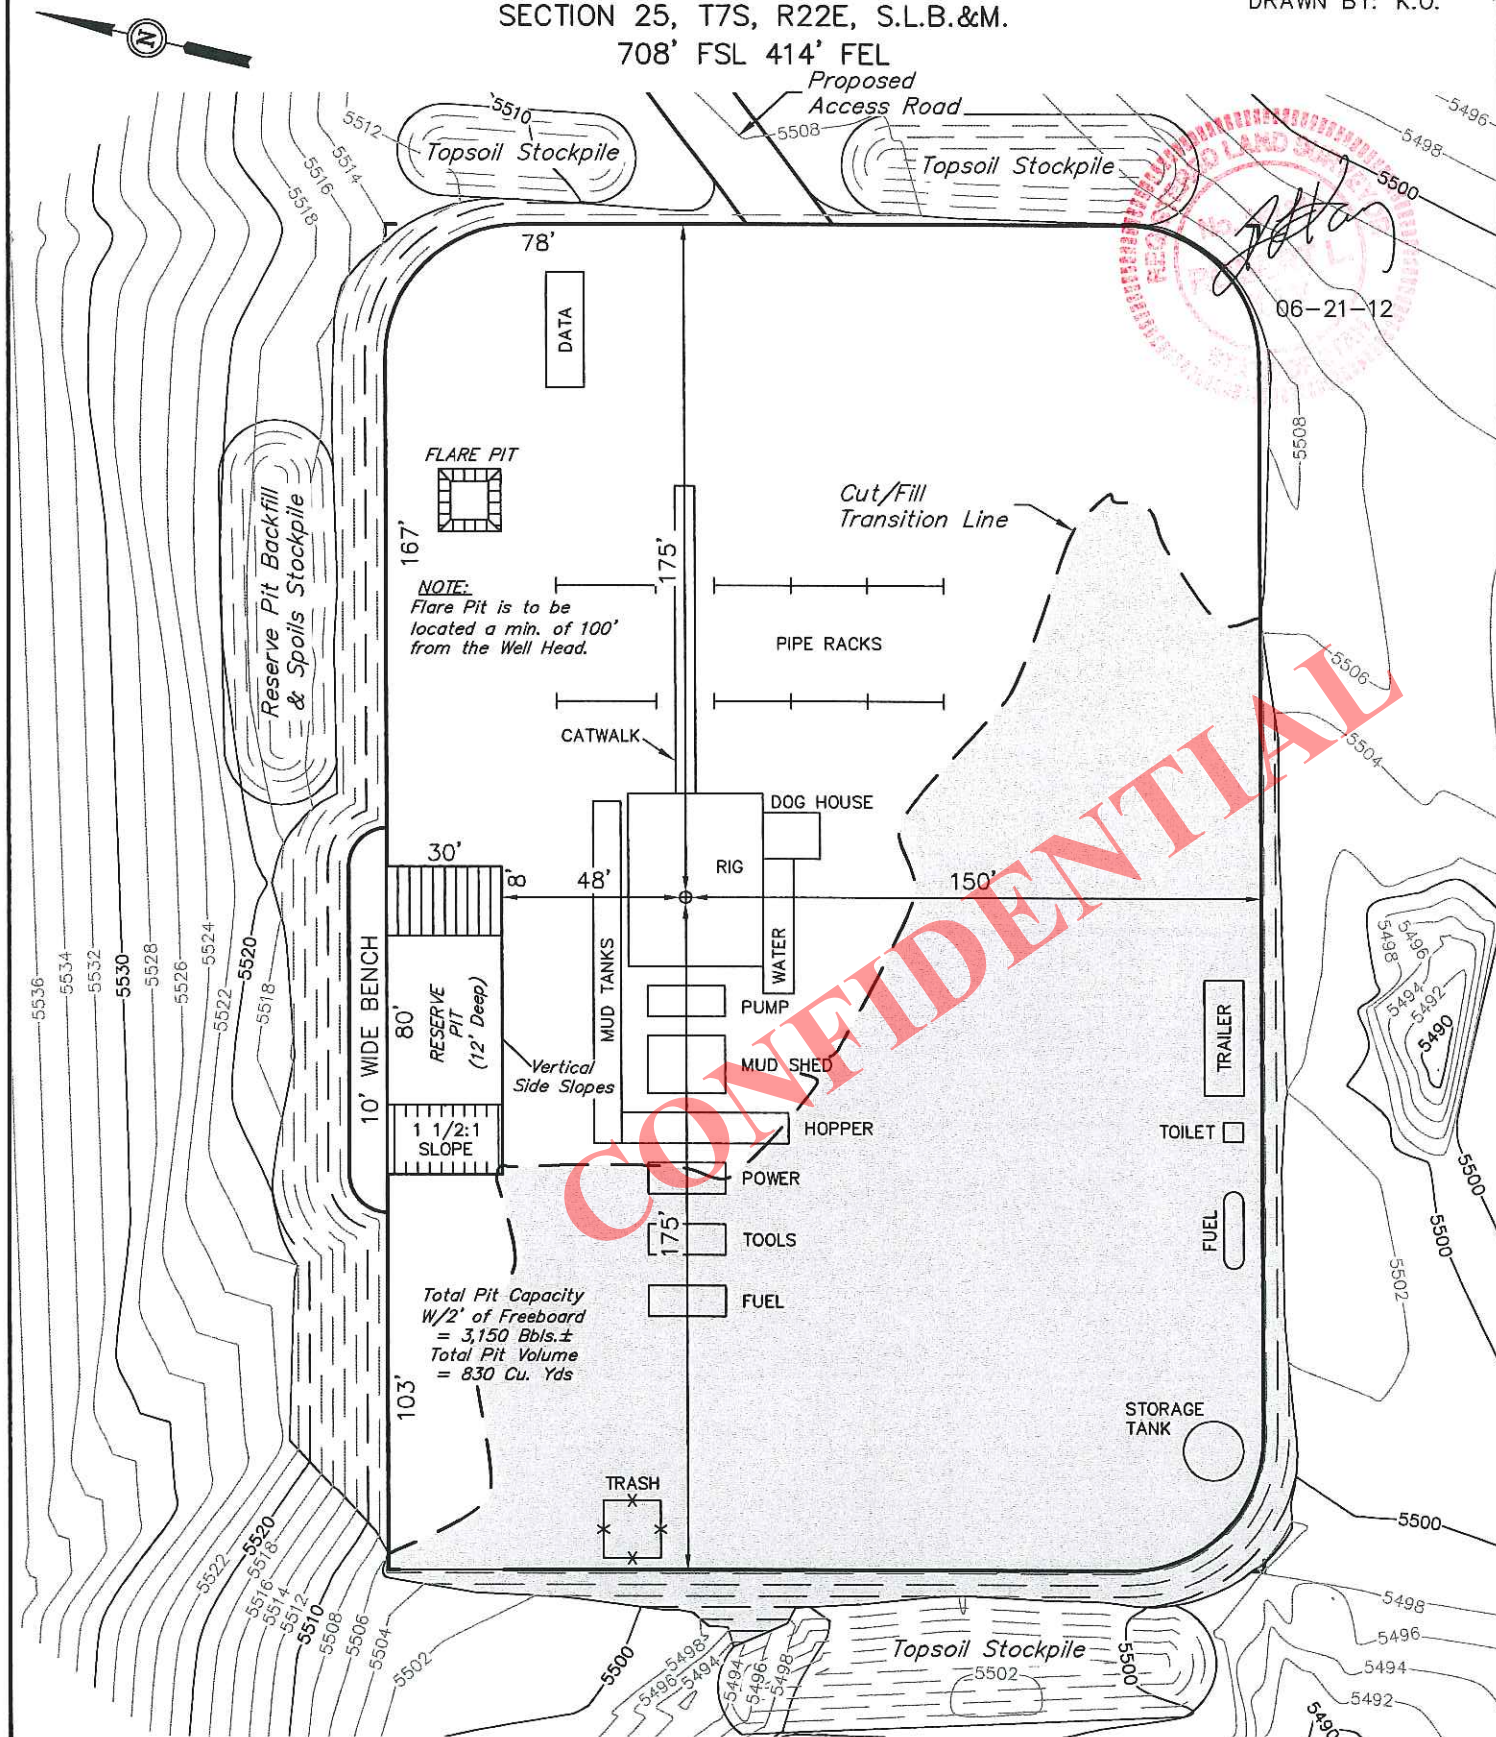 SECTION 25, T7S, R22E, S.L.B.&M.
DRAWN BY: K.O.
708' FSL 414' FEL
N
Proposed
Access Road
5510
5512
5514
5516
5518
Topsoil Stockpile
5508
Topsoil Stockpile
5496
5498
5500
LAND
06-21-12
78'
DATA
5508
FLARE PIT
167'
175'
Cut/Fill
Transition Line
Reserve Pit Backfill
& Spoils Stockpile
NOTE:
Flare Pit is to be
located a min. of 100'
from the Well Head.
PIPE RACKS
5506
5504
CATWALK
DOG HOUSE
RIG
30'
8'
48'
150'
CONFIDENTIAL
5536
5534
5532
5530
5528
5526
5524
5522
5520
5518
10' WIDE BENCH
80'
RESERVE
PIT
(12' Deep)
MUD TANKS
WATER
PUMP
Vertical
Side Slopes
MUD SHED
HOPPER
1 1/2:1
SLOPE
POWER
175'
TOOLS
FUEL
TRAILER
TOILET
FUEL
5498
5496
5494
5492
5490
5500
5500
5502
Total Pit Capacity
W/2' of Freeboard
= 3,150 Bbls.±
Total Pit Volume
= 830 Cu. Yds
103'
STORAGE
TANK
TRASH
5500
5522
5520
5518
5516
5514
5512
5510
5508
5506
5504
5502
5500
5498
5496
5494
5494
5496
5498
Topsoil Stockpile
5502
5500
5498
5496
5494
5492
5490